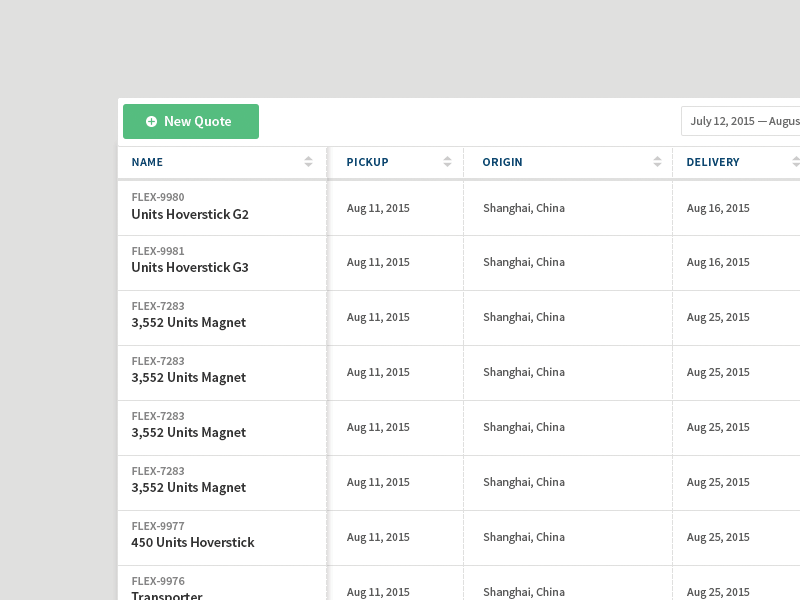 New Quote
July 12, 2015 — Augus
NAME PICKUP ORIGIN DELIVERY
FLEX-9980
Units Hoverstick G2 Aug 11, 2015 Shanghai, China Aug 16, 2015
FLEX-9981
Units Hoverstick G3 Aug 11, 2015 Shanghai, China Aug 16, 2015
FLEX-7283
3,552 Units Magnet Aug 11, 2015 Shanghai, China Aug 25, 2015
FLEX-7283
3,552 Units Magnet Aug 11, 2015 Shanghai, China Aug 25, 2015
FLEX-7283
3,552 Units Magnet Aug 11, 2015 Shanghai, China Aug 25, 2015
FLEX-7283
3,552 Units Magnet Aug 11, 2015 Shanghai, China Aug 25, 2015
FLEX-9977
450 Units Hoverstick Aug 11, 2015 Shanghai, China Aug 25, 2015
FLEX-9976
Transporter Aug 11, 2015 Shanghai, China Aug 25, 2015